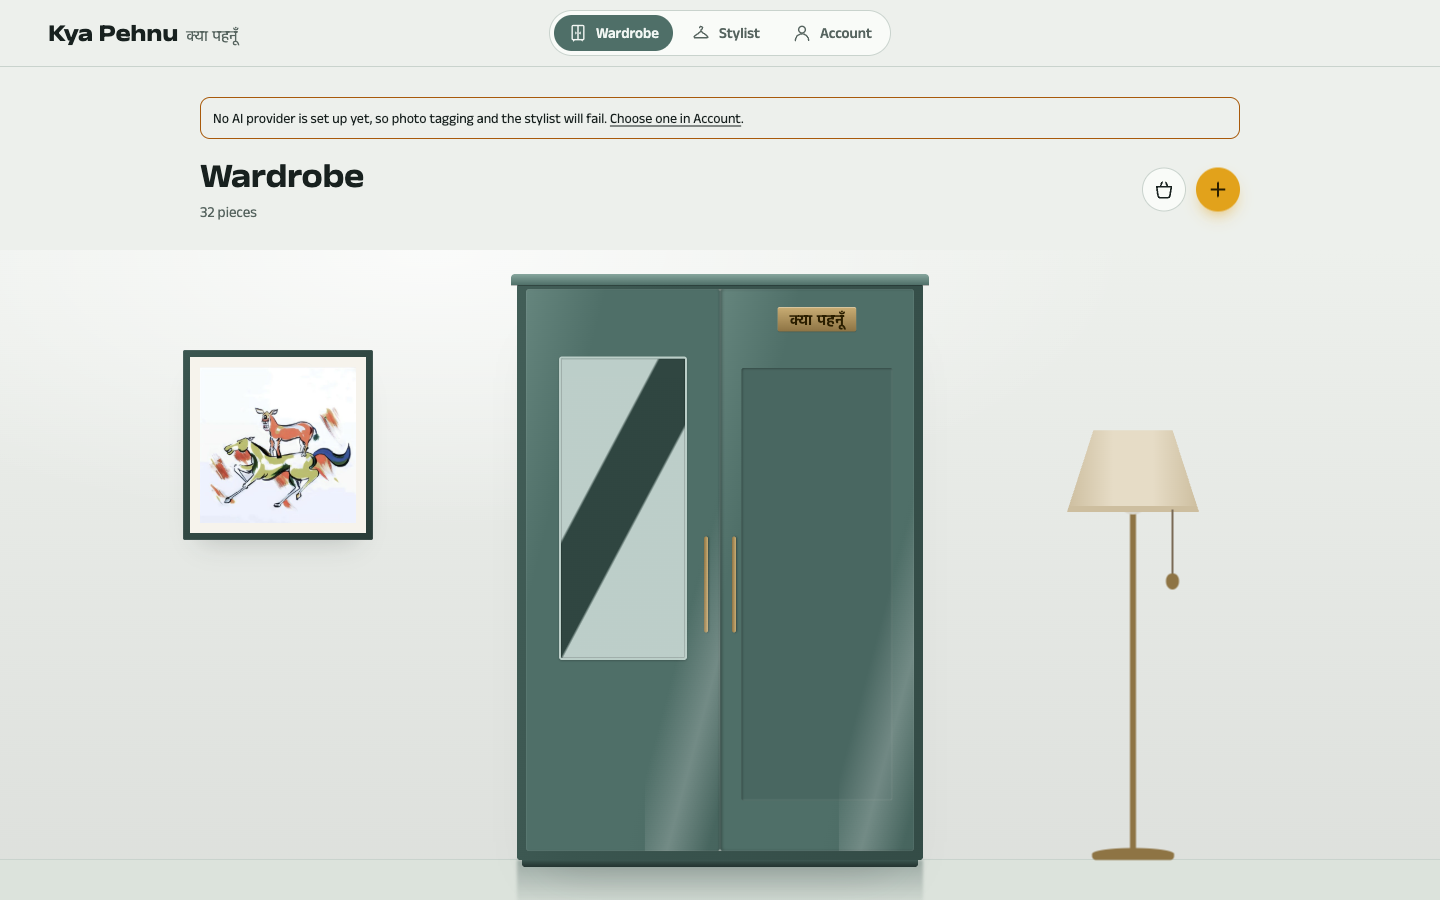 Kya Pehnu क्या पहनूँ
Wardrobe
Stylist
Account
No AI provider is set up yet, so photo tagging and the stylist will fail. Choose one in Account.
Wardrobe
32 pieces
क्या पहनूँ